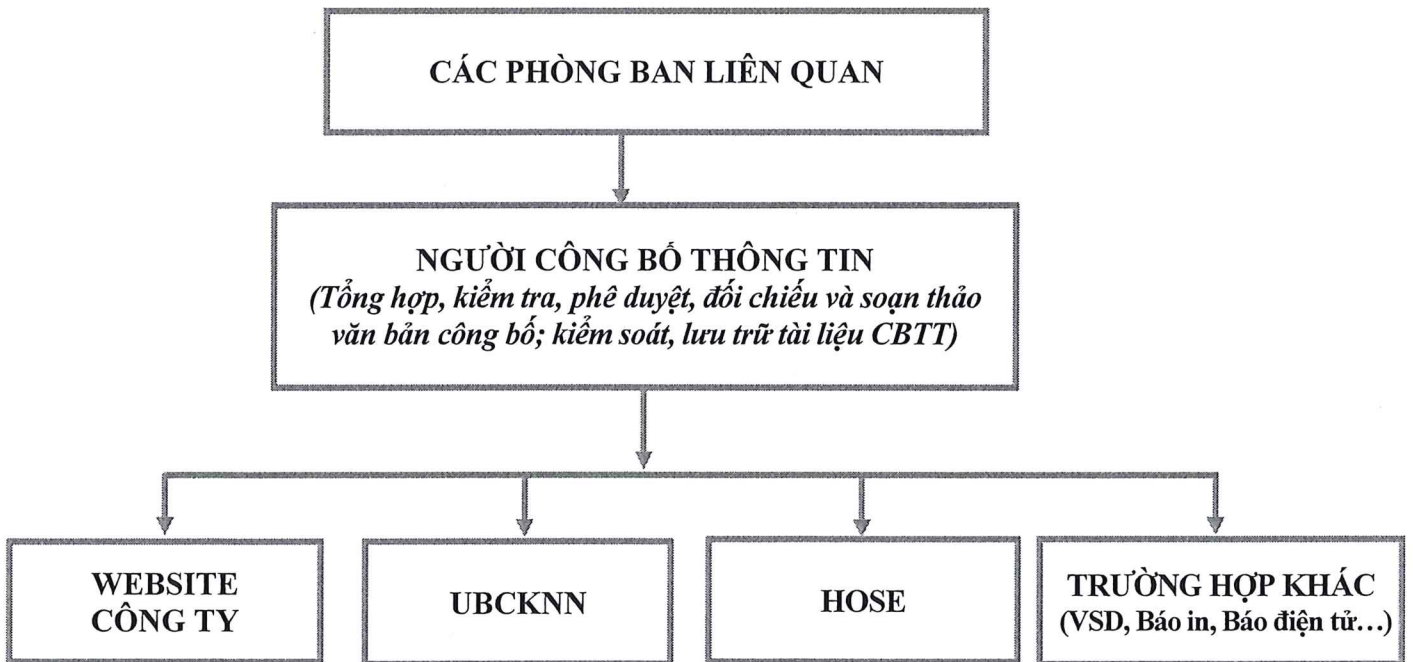 CÁC PHÒNG BAN LIÊN QUAN
NGƯỜI CÔNG BỐ THÔNG TIN
(Tổng hợp, kiểm tra, phê duyệt, đối chiếu và soạn thảo
văn bản công bố; kiểm soát, lưu trữ tài liệu CBTT)
WEBSITE
CÔNG TY
UBCKNN
HOSE
TRƯỜNG HỢP KHÁC
(VSD, Báo in, Báo điện tử...)